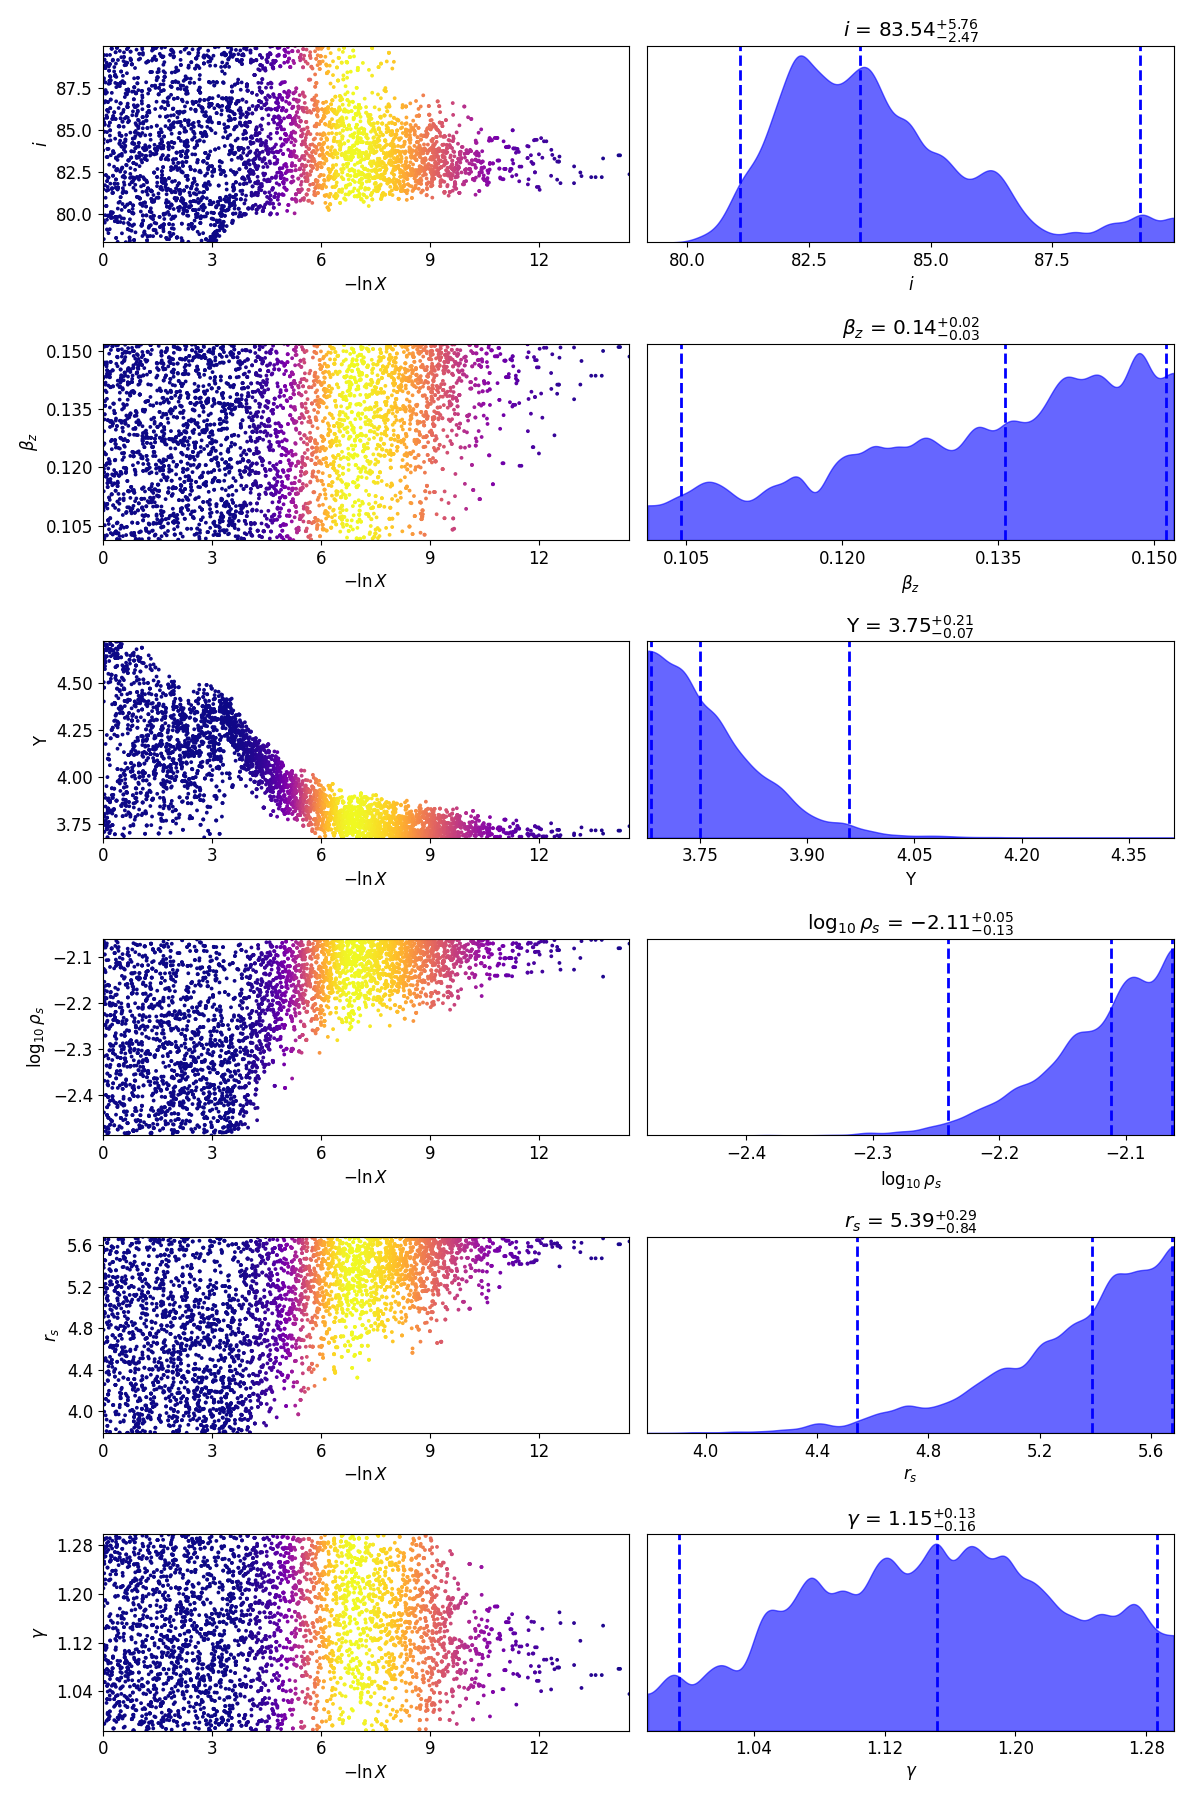 i = 83.54 +5.76 −2.47
87.5
85.0
82.5
80.0
i
0 3 6 9 12
−ln X
80.0 82.5 85.0 87.5
i
β_z = 0.14 +0.02 −0.03
0.150
0.135
0.120
0.105
β_z
0 3 6 9 12
−ln X
0.105 0.120 0.135 0.150
β_z
Y = 3.75 +0.21 −0.07
4.50
4.25
4.00
3.75
Y
0 3 6 9 12
−ln X
3.75 3.90 4.05 4.20 4.35
Y
log₁₀ ρ_s = −2.11 +0.05 −0.13
−2.1
−2.2
−2.3
−2.4
log₁₀ ρ_s
0 3 6 9 12
−ln X
−2.4 −2.3 −2.2 −2.1
log₁₀ ρ_s
r_s = 5.39 +0.29 −0.84
5.6
5.2
4.8
4.4
4.0
r_s
0 3 6 9 12
−ln X
4.0 4.4 4.8 5.2 5.6
r_s
γ = 1.15 +0.13 −0.16
1.28
1.20
1.12
1.04
γ
0 3 6 9 12
−ln X
1.04 1.12 1.20 1.28
γ